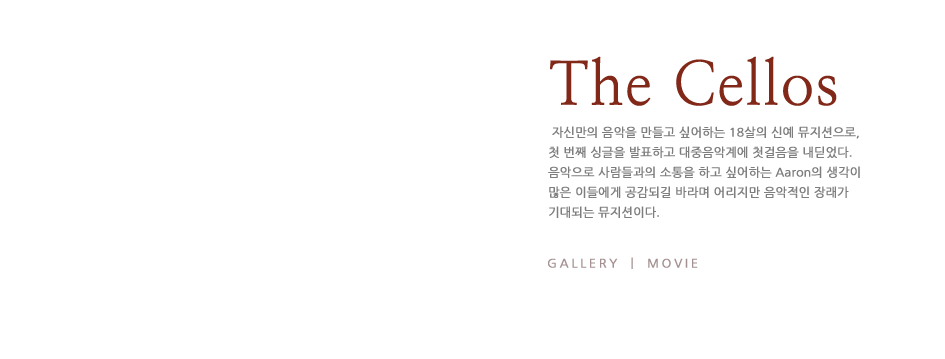 The Cellos
자신만의 음악을 만들고 싶어하는 18살의 신예 뮤지션으로,
첫 번째 싱글을 발표하고 대중음악계에 첫걸음을 내딛었다.
음악으로 사람들과의 소통을 하고 싶어하는 Aaron의 생각이
많은 이들에게 공감되길 바라며 어리지만 음악적인 장래가
기대되는 뮤지션이다.
GALLERY | MOVIE